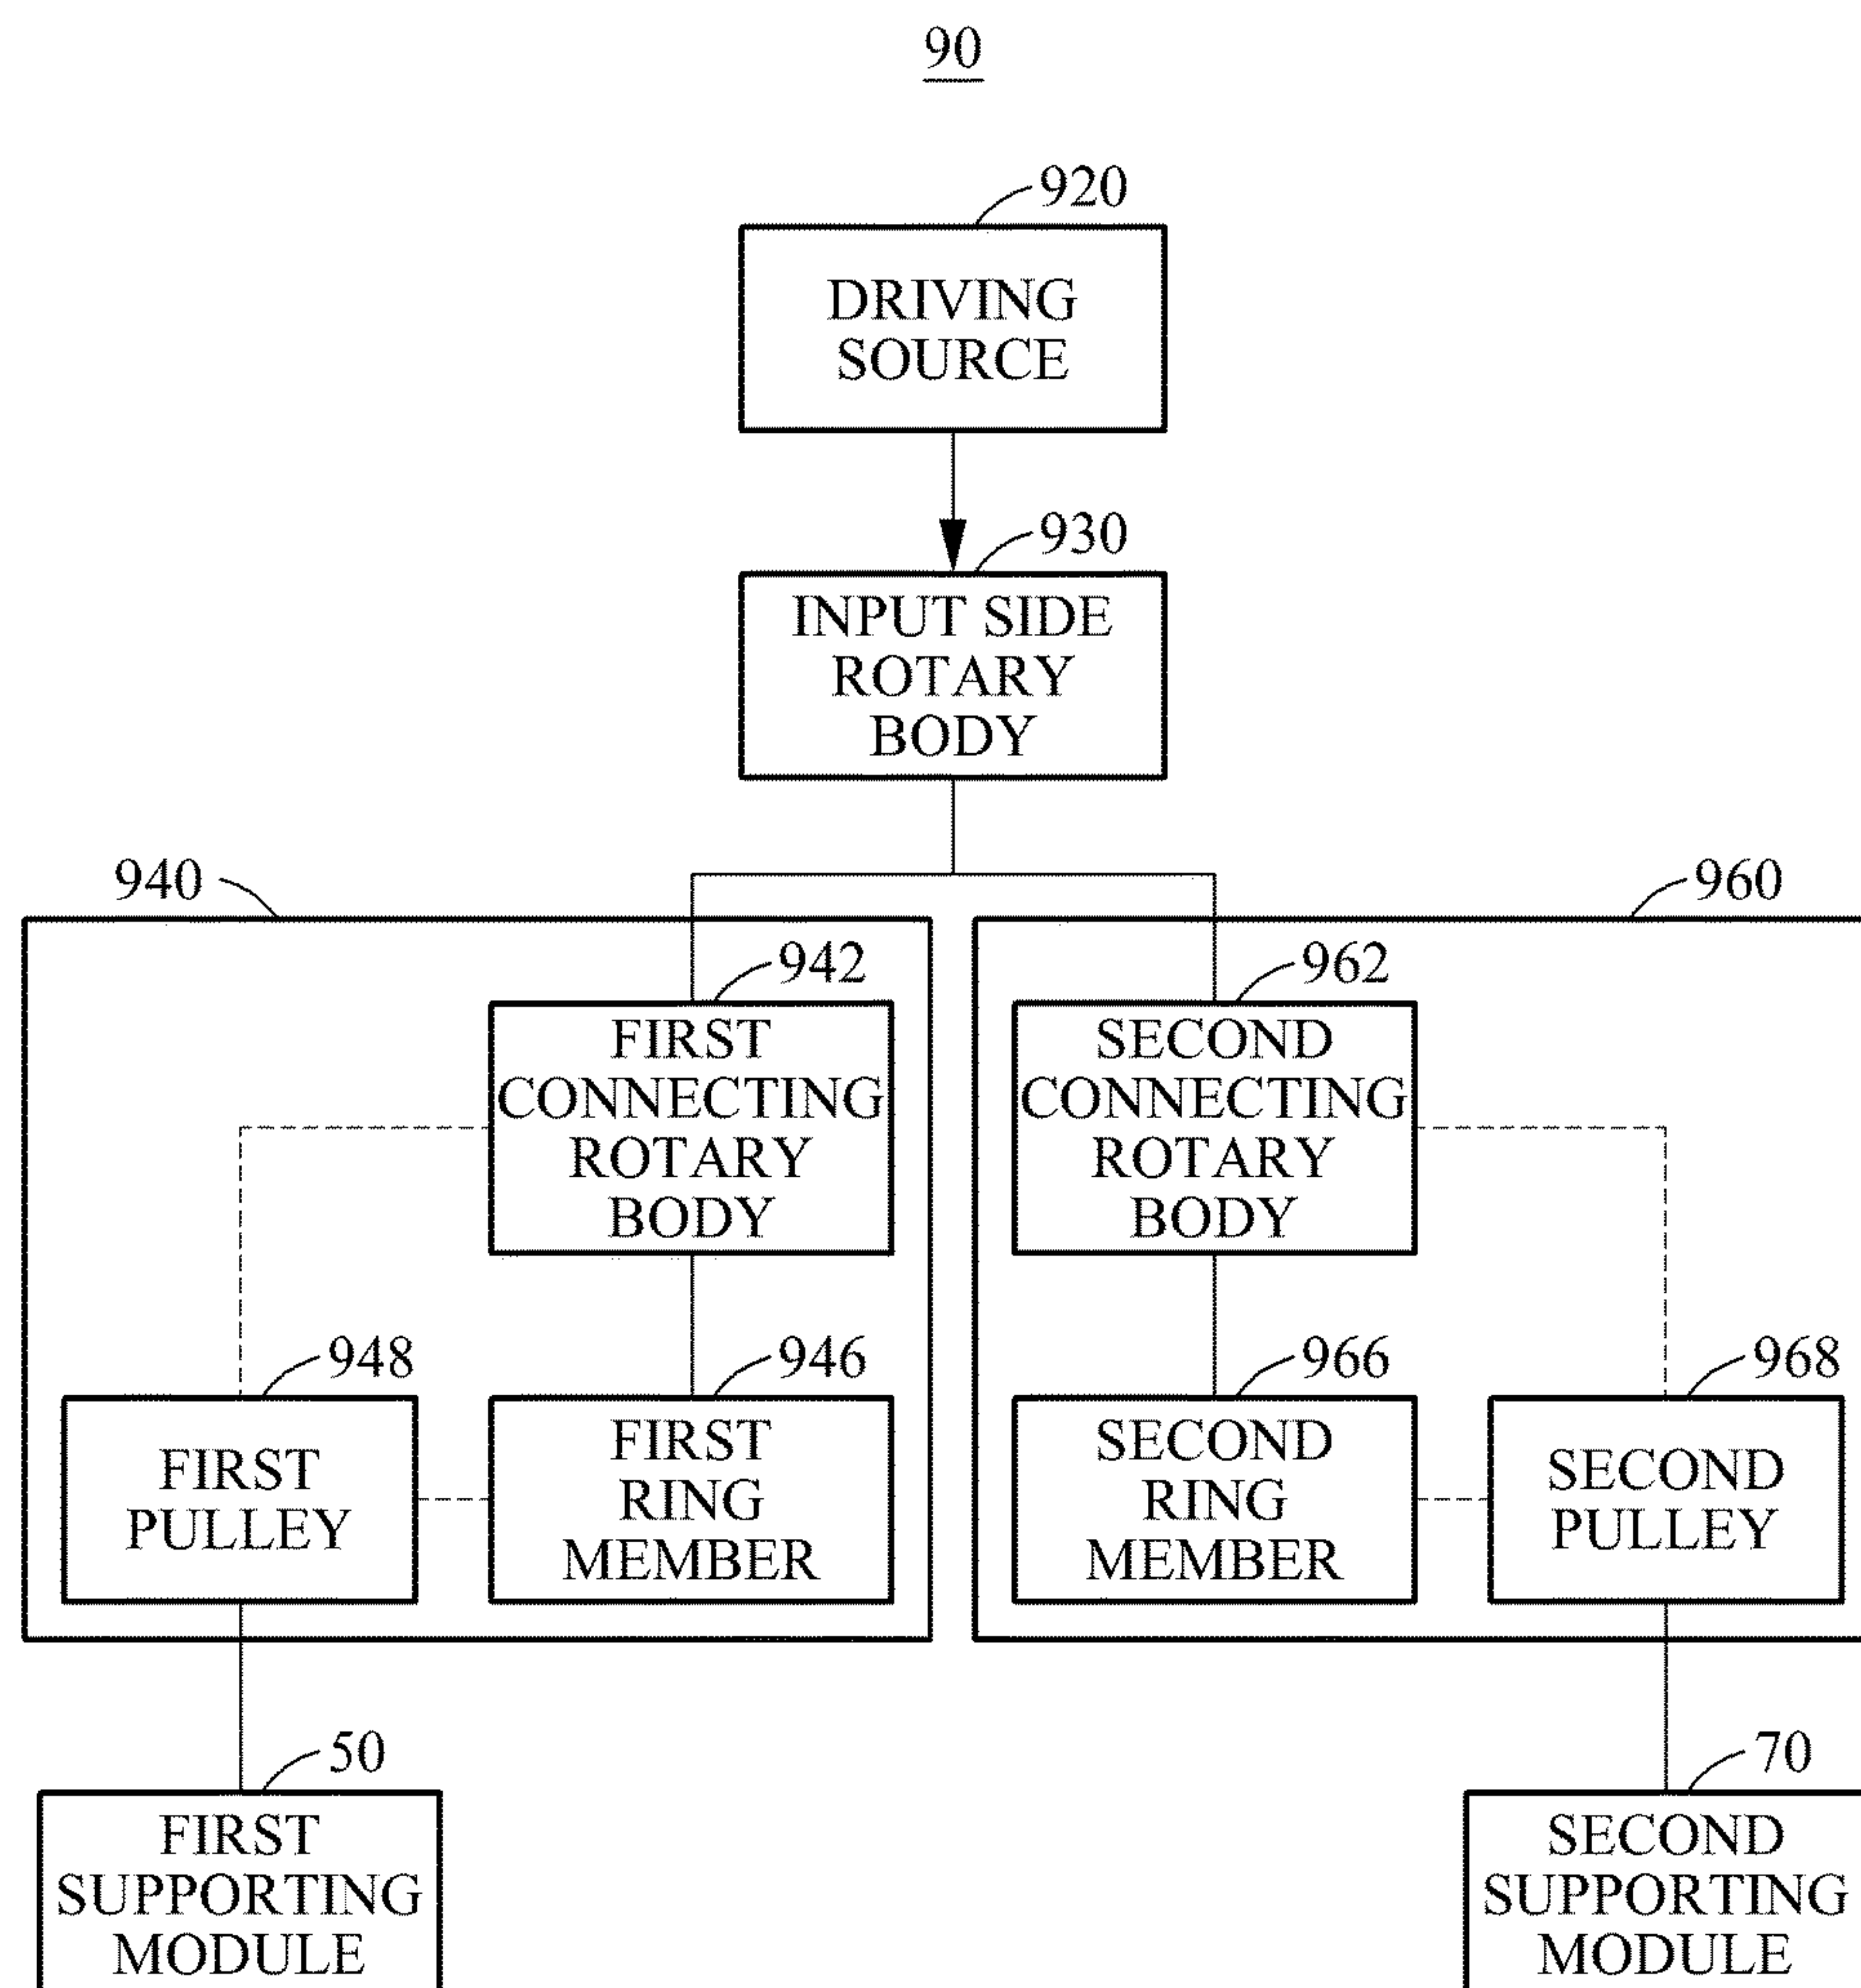 90
920
DRIVING
SOURCE
930
INPUT SIDE
ROTARY
BODY
940
960
942
FIRST
CONNECTING
ROTARY
BODY
962
SECOND
CONNECTING
ROTARY
BODY
948
FIRST
PULLEY
946
FIRST
RING
MEMBER
966
SECOND
RING
MEMBER
968
SECOND
PULLEY
50
FIRST
SUPPORTING
MODULE
70
SECOND
SUPPORTING
MODULE